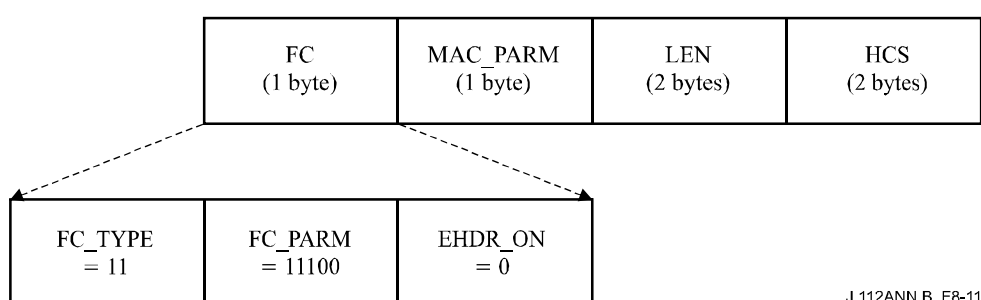 FC MAC_PARM LEN HCS
(1 byte) (1 byte) (2 bytes) (2 bytes)
FC_TYPE FC_PARM EHDR_ON
= 11 = 11100 = 0
J.112ANN.B_F8-11